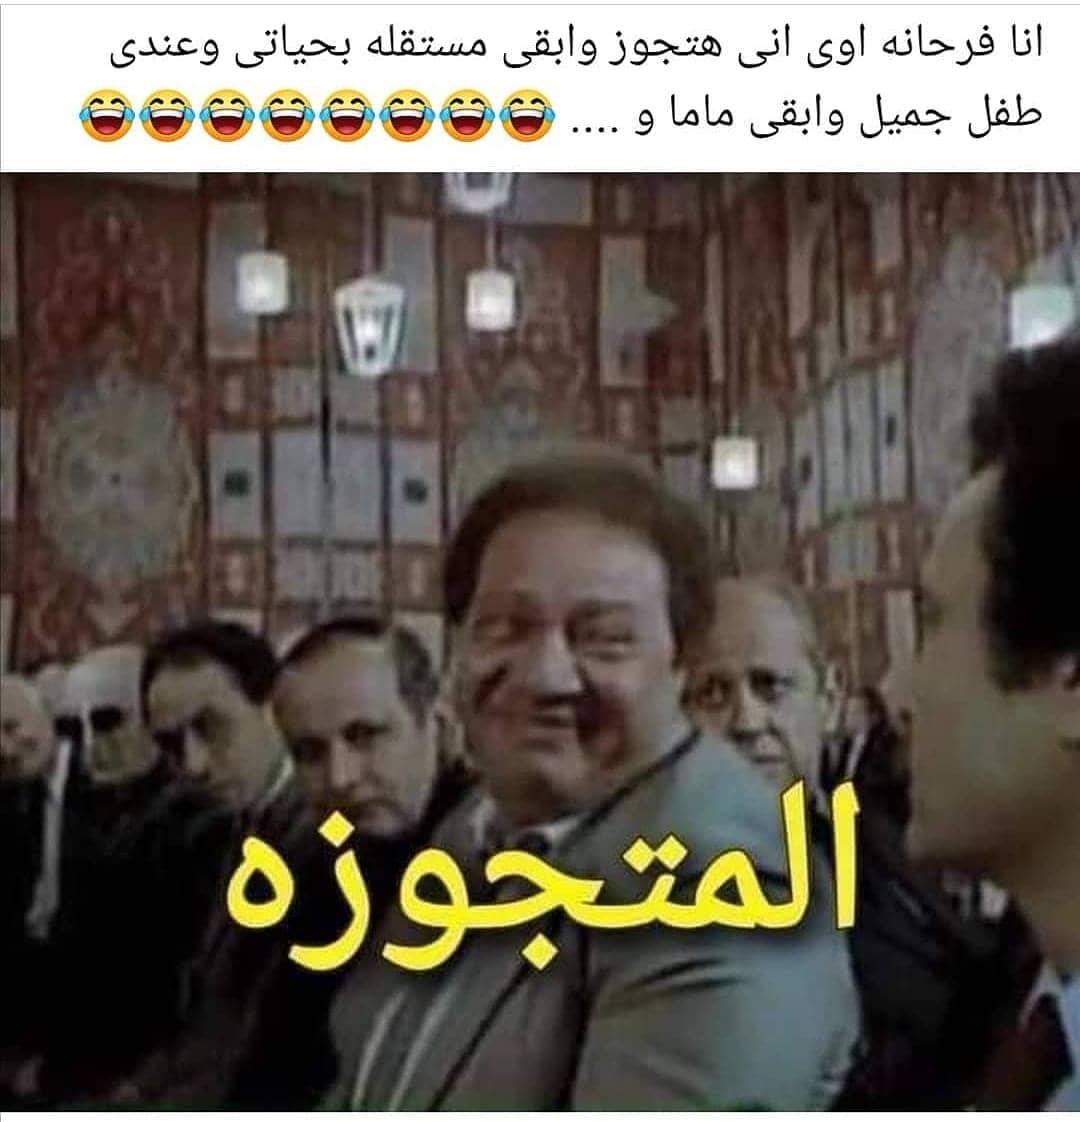 انا فرحانه اوى انى هتجوز وابقى مستقله بحياتى وعندى
طفل جميل وابقى ماما و .... 😂😂😂😂😂😂😂😂
المتجوزه